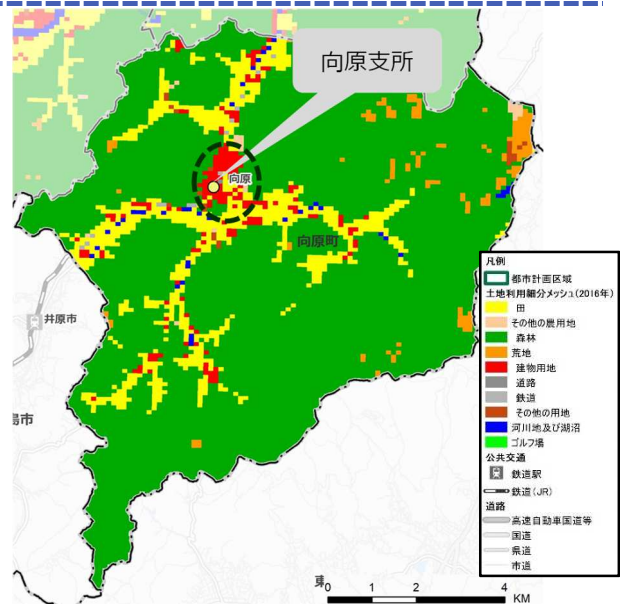 向原支所
向原
向原町
井原市
島市
東
凡例
都市計画区域
土地利用細分メッシュ(2016年)
田
その他の農用地
森林
荒地
建物用地
道路
鉄道
その他の用地
河川地及び湖沼
ゴルフ場
公共交通
鉄道駅
鉄道(JR)
道路
高速自動車国道等
国道
県道
市道
0 1 2 4
KM